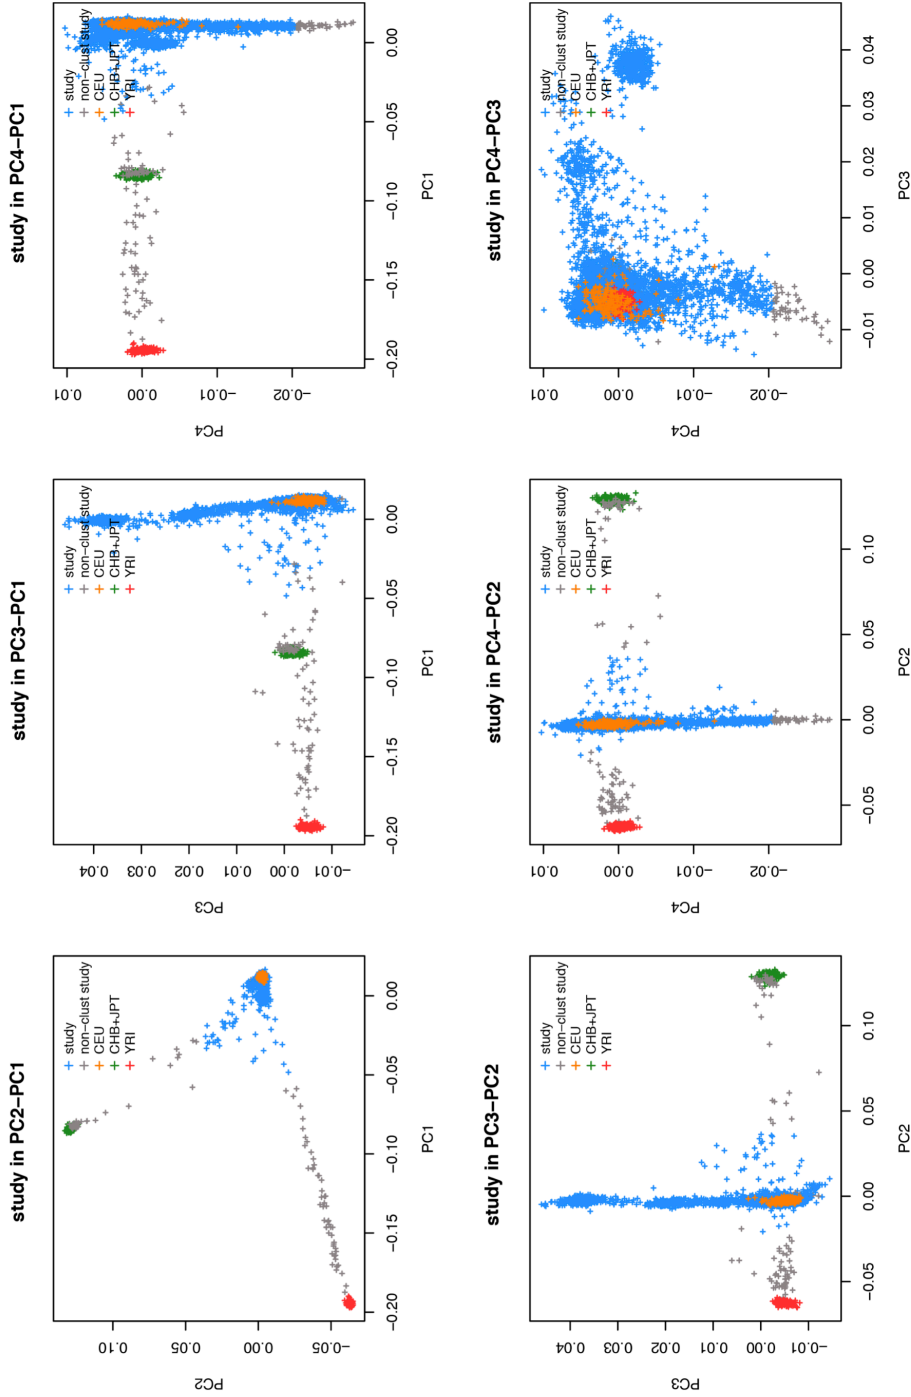 study in PC2−PC1
study
non−clust study
CEU
CHB+JPT
YRI
PC2
0.10
0.05
0.00
−0.05
−0.20 −0.15 −0.10 −0.05 0.00
PC1
study in PC3−PC1
study
non−clust study
CEU
CHB+JPT
YRI
PC3
0.04
0.03
0.02
0.01
0.00
−0.01
−0.20 −0.15 −0.10 −0.05 0.00
PC1
study in PC4−PC1
study
non−clust study
CEU
CHB+JPT
YRI
PC4
0.01
0.00
−0.01
−0.02
−0.20 −0.15 −0.10 −0.05 0.00
PC1
study in PC3−PC2
study
non−clust study
CEU
CHB+JPT
YRI
PC3
0.04
0.03
0.02
0.01
0.00
−0.01
−0.05 0.00 0.05 0.10
PC2
study in PC4−PC2
study
non−clust study
CEU
CHB+JPT
YRI
PC4
0.01
0.00
−0.01
−0.02
−0.05 0.00 0.05 0.10
PC2
study in PC4−PC3
study
non−clust study
CEU
CHB+JPT
YRI
PC4
0.01
0.00
−0.01
−0.02
−0.01 0.00 0.01 0.02 0.03 0.04
PC3